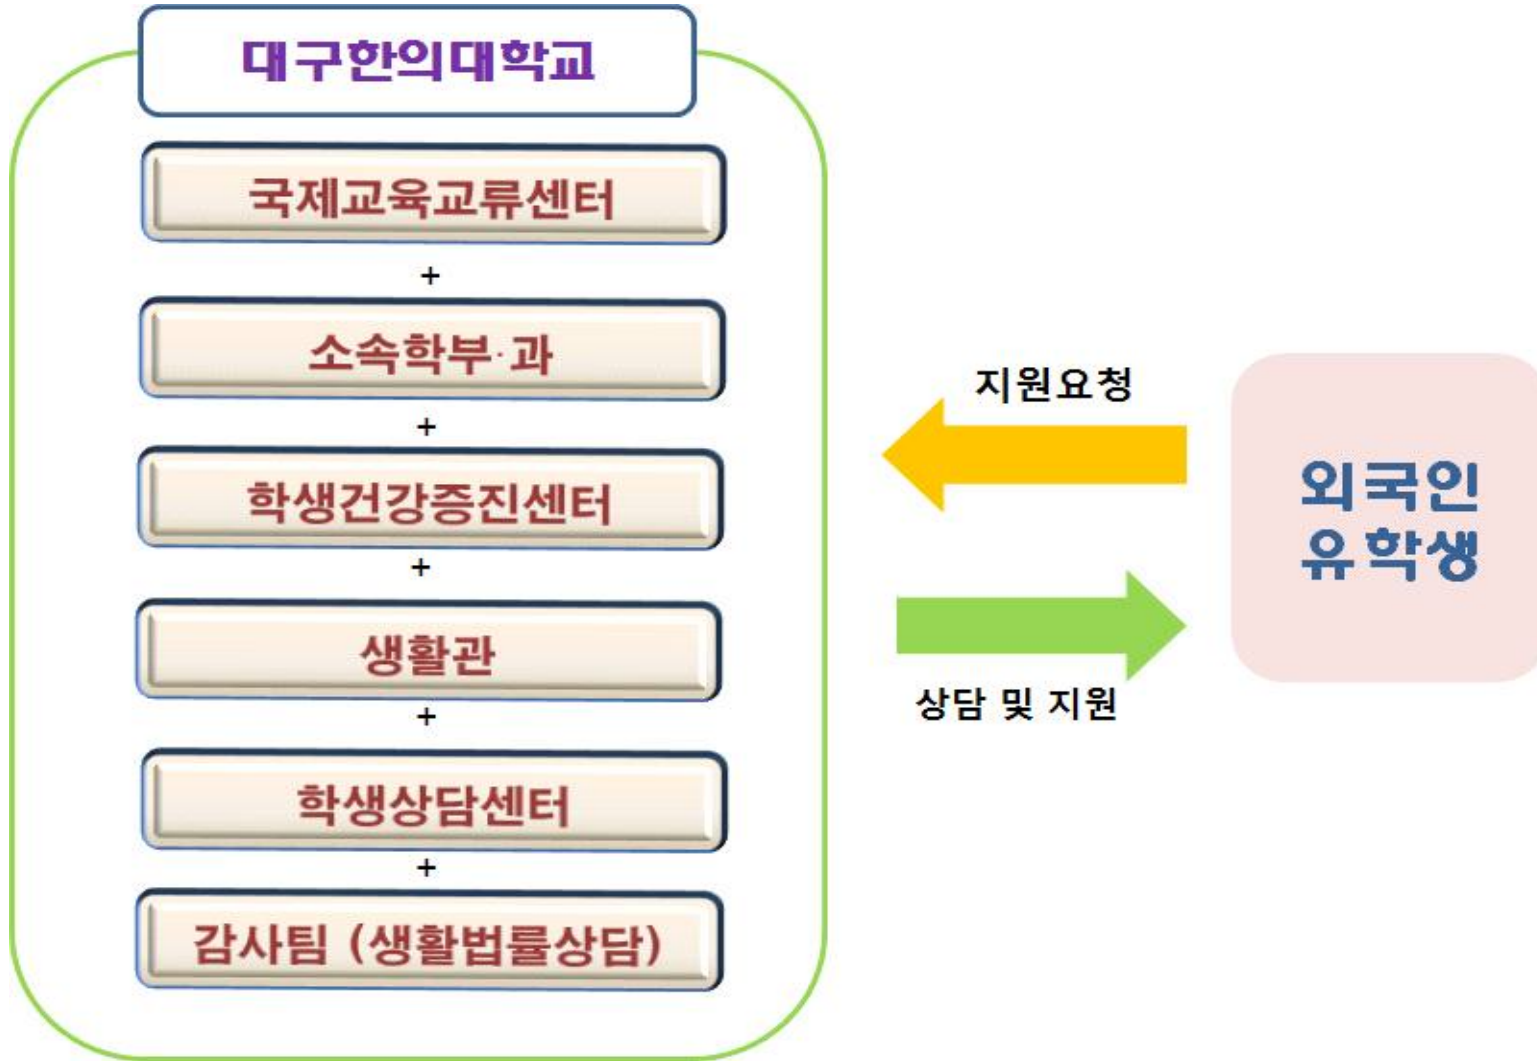 대구한의대학교
국제교육교류센터
+
소속학부·과
+
학생건강증진센터
+
생활관
+
학생상담센터
+
감사팀 (생활법률상담)
지원요청
상담 및 지원
외국인
유학생